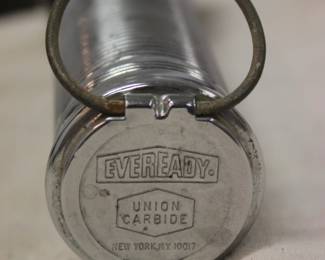 EVEREADY®
UNION
CARBIDE
NEW YORK, N.Y. 10017